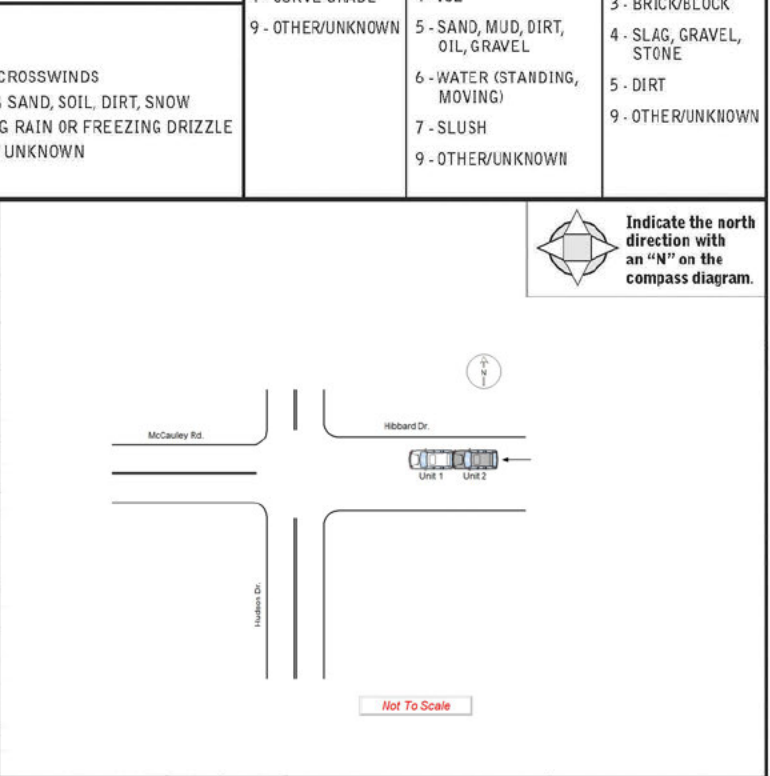 CROSSWINDS
SAND, SOIL, DIRT, SNOW
G RAIN OR FREEZING DRIZZLE
UNKNOWN
9 - OTHER/UNKNOWN
5 - SAND, MUD, DIRT,
OIL, GRAVEL
6 - WATER (STANDING,
MOVING)
7 - SLUSH
9 - OTHER/UNKNOWN
3 - BRICK/BLOCK
4 - SLAG, GRAVEL,
STONE
5 - DIRT
9 - OTHER/UNKNOWN
Indicate the north
direction with
an “N” on the
compass diagram.
N
McCauley Rd.
Hibbard Dr.
Unit 1
Unit 2
Hudson Dr.
Not To Scale